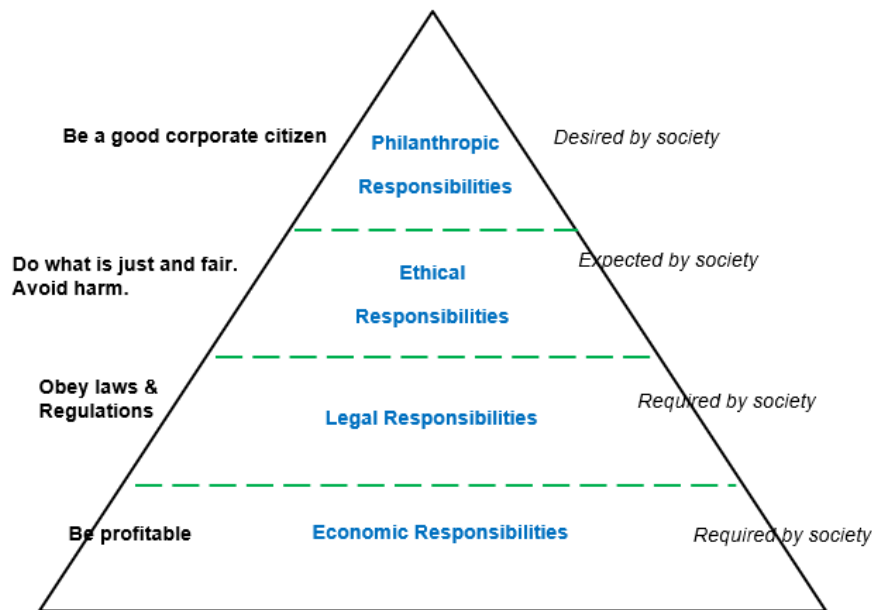 Be a good corporate citizen
Philanthropic
Responsibilities
Desired by society
Do what is just and fair.
Avoid harm.
Ethical
Responsibilities
Expected by society
Obey laws &
Regulations
Legal Responsibilities
Required by society
Be profitable
Economic Responsibilities
Required by society